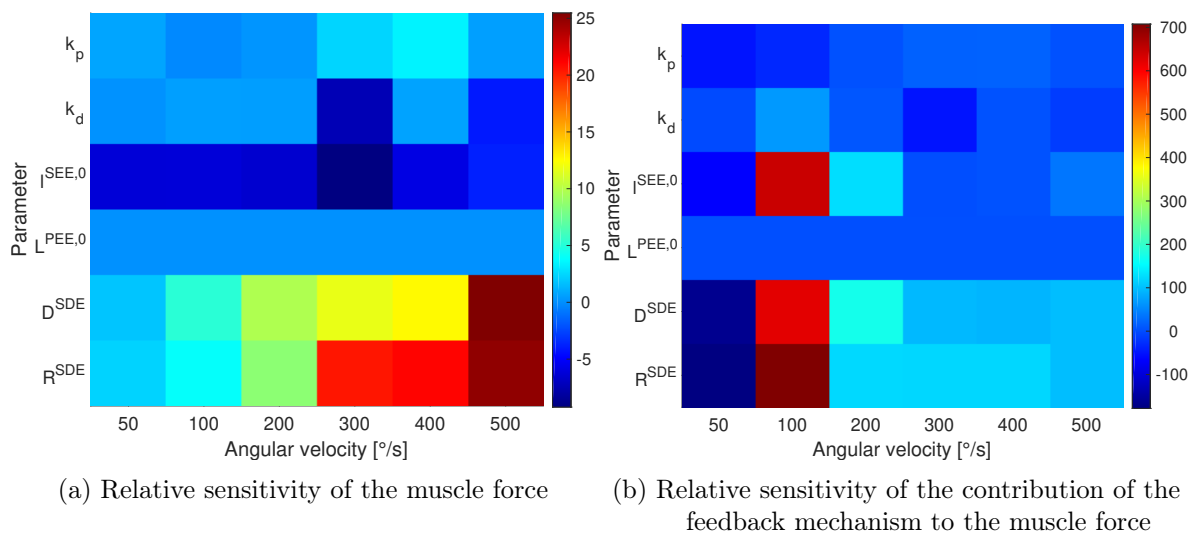 k_p
k_d
l^SEE,0
L^PEE,0
D^SDE
R^SDE
Parameter
50 100 200 300 400 500
Angular velocity [°/s]
25
20
15
10
5
0
-5
(a) Relative sensitivity of the muscle force
k_p
k_d
l^SEE,0
L^PEE,0
D^SDE
R^SDE
Parameter
50 100 200 300 400 500
Angular velocity [°/s]
700
600
500
400
300
200
100
0
-100
(b) Relative sensitivity of the contribution of the
feedback mechanism to the muscle force